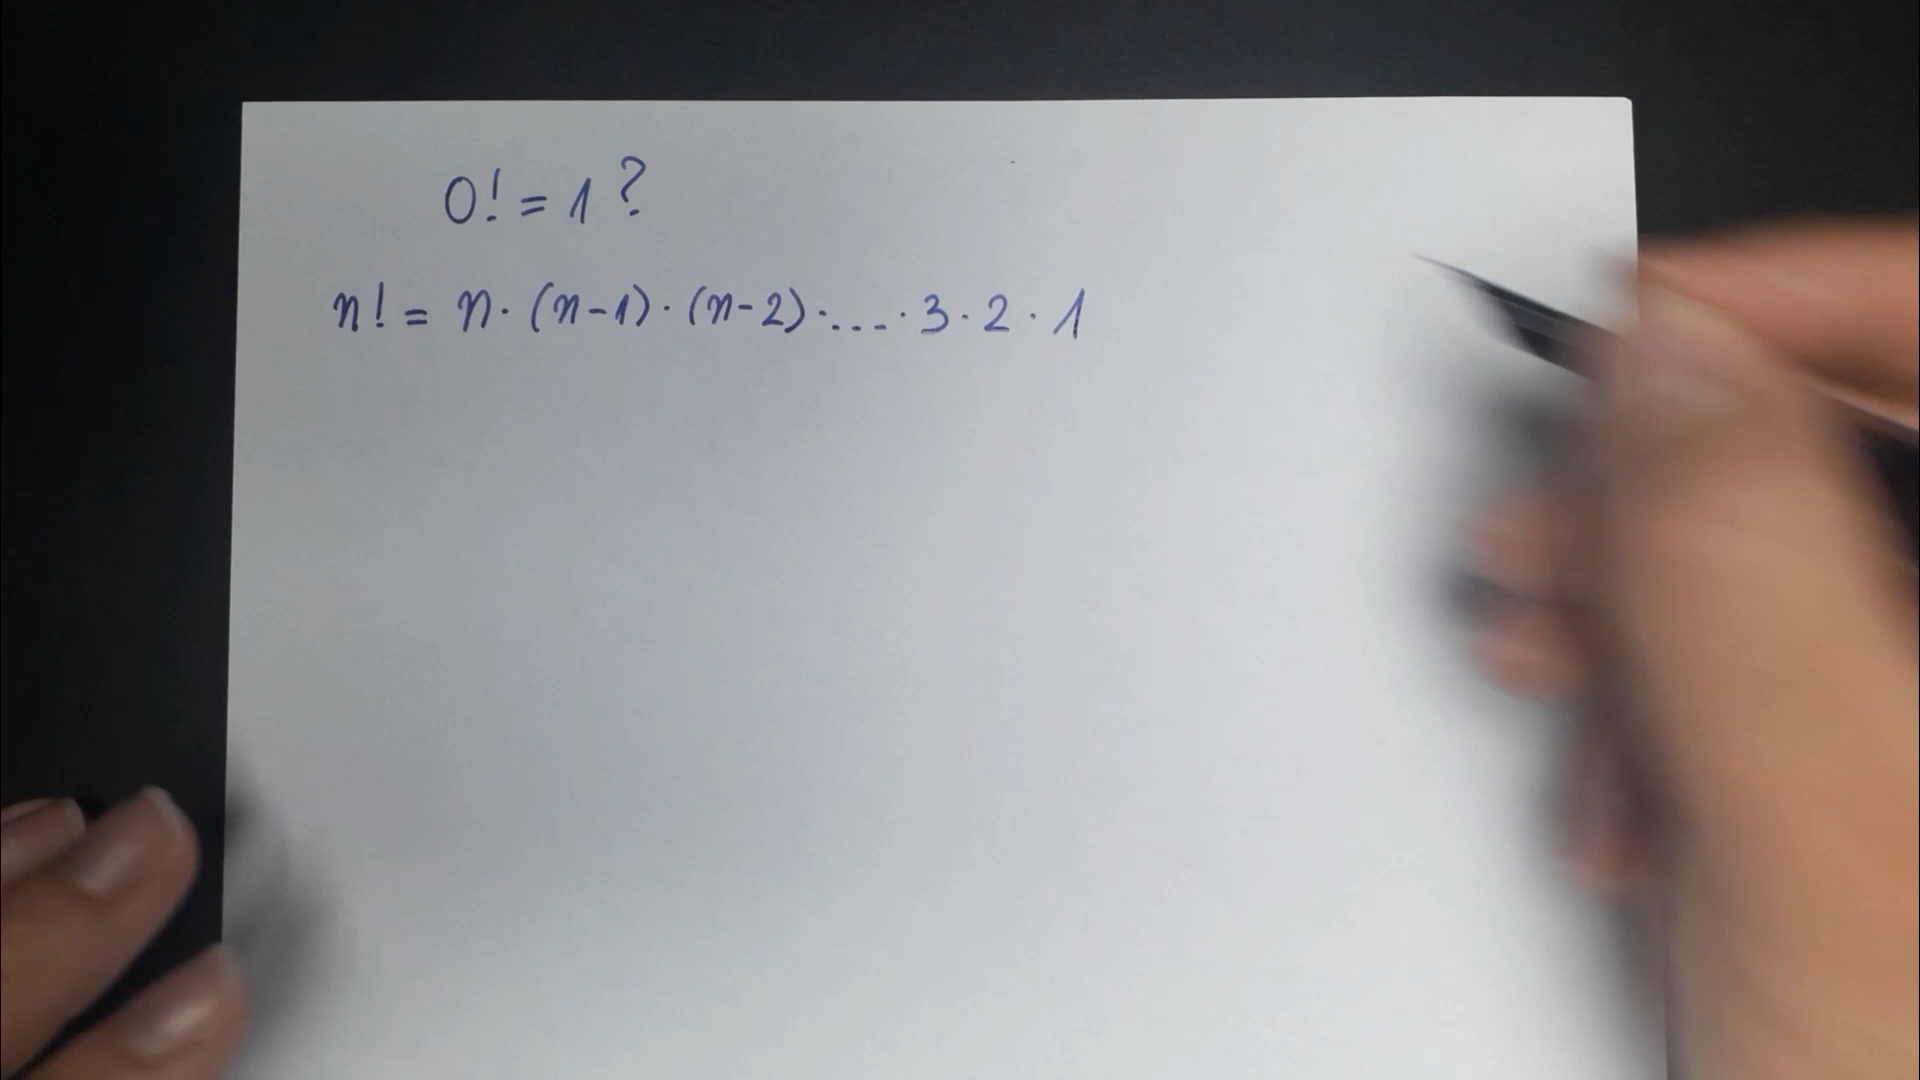 0! = 1 ?
n! = n · (n-1) · (n-2) · ... · 3 · 2 · 1